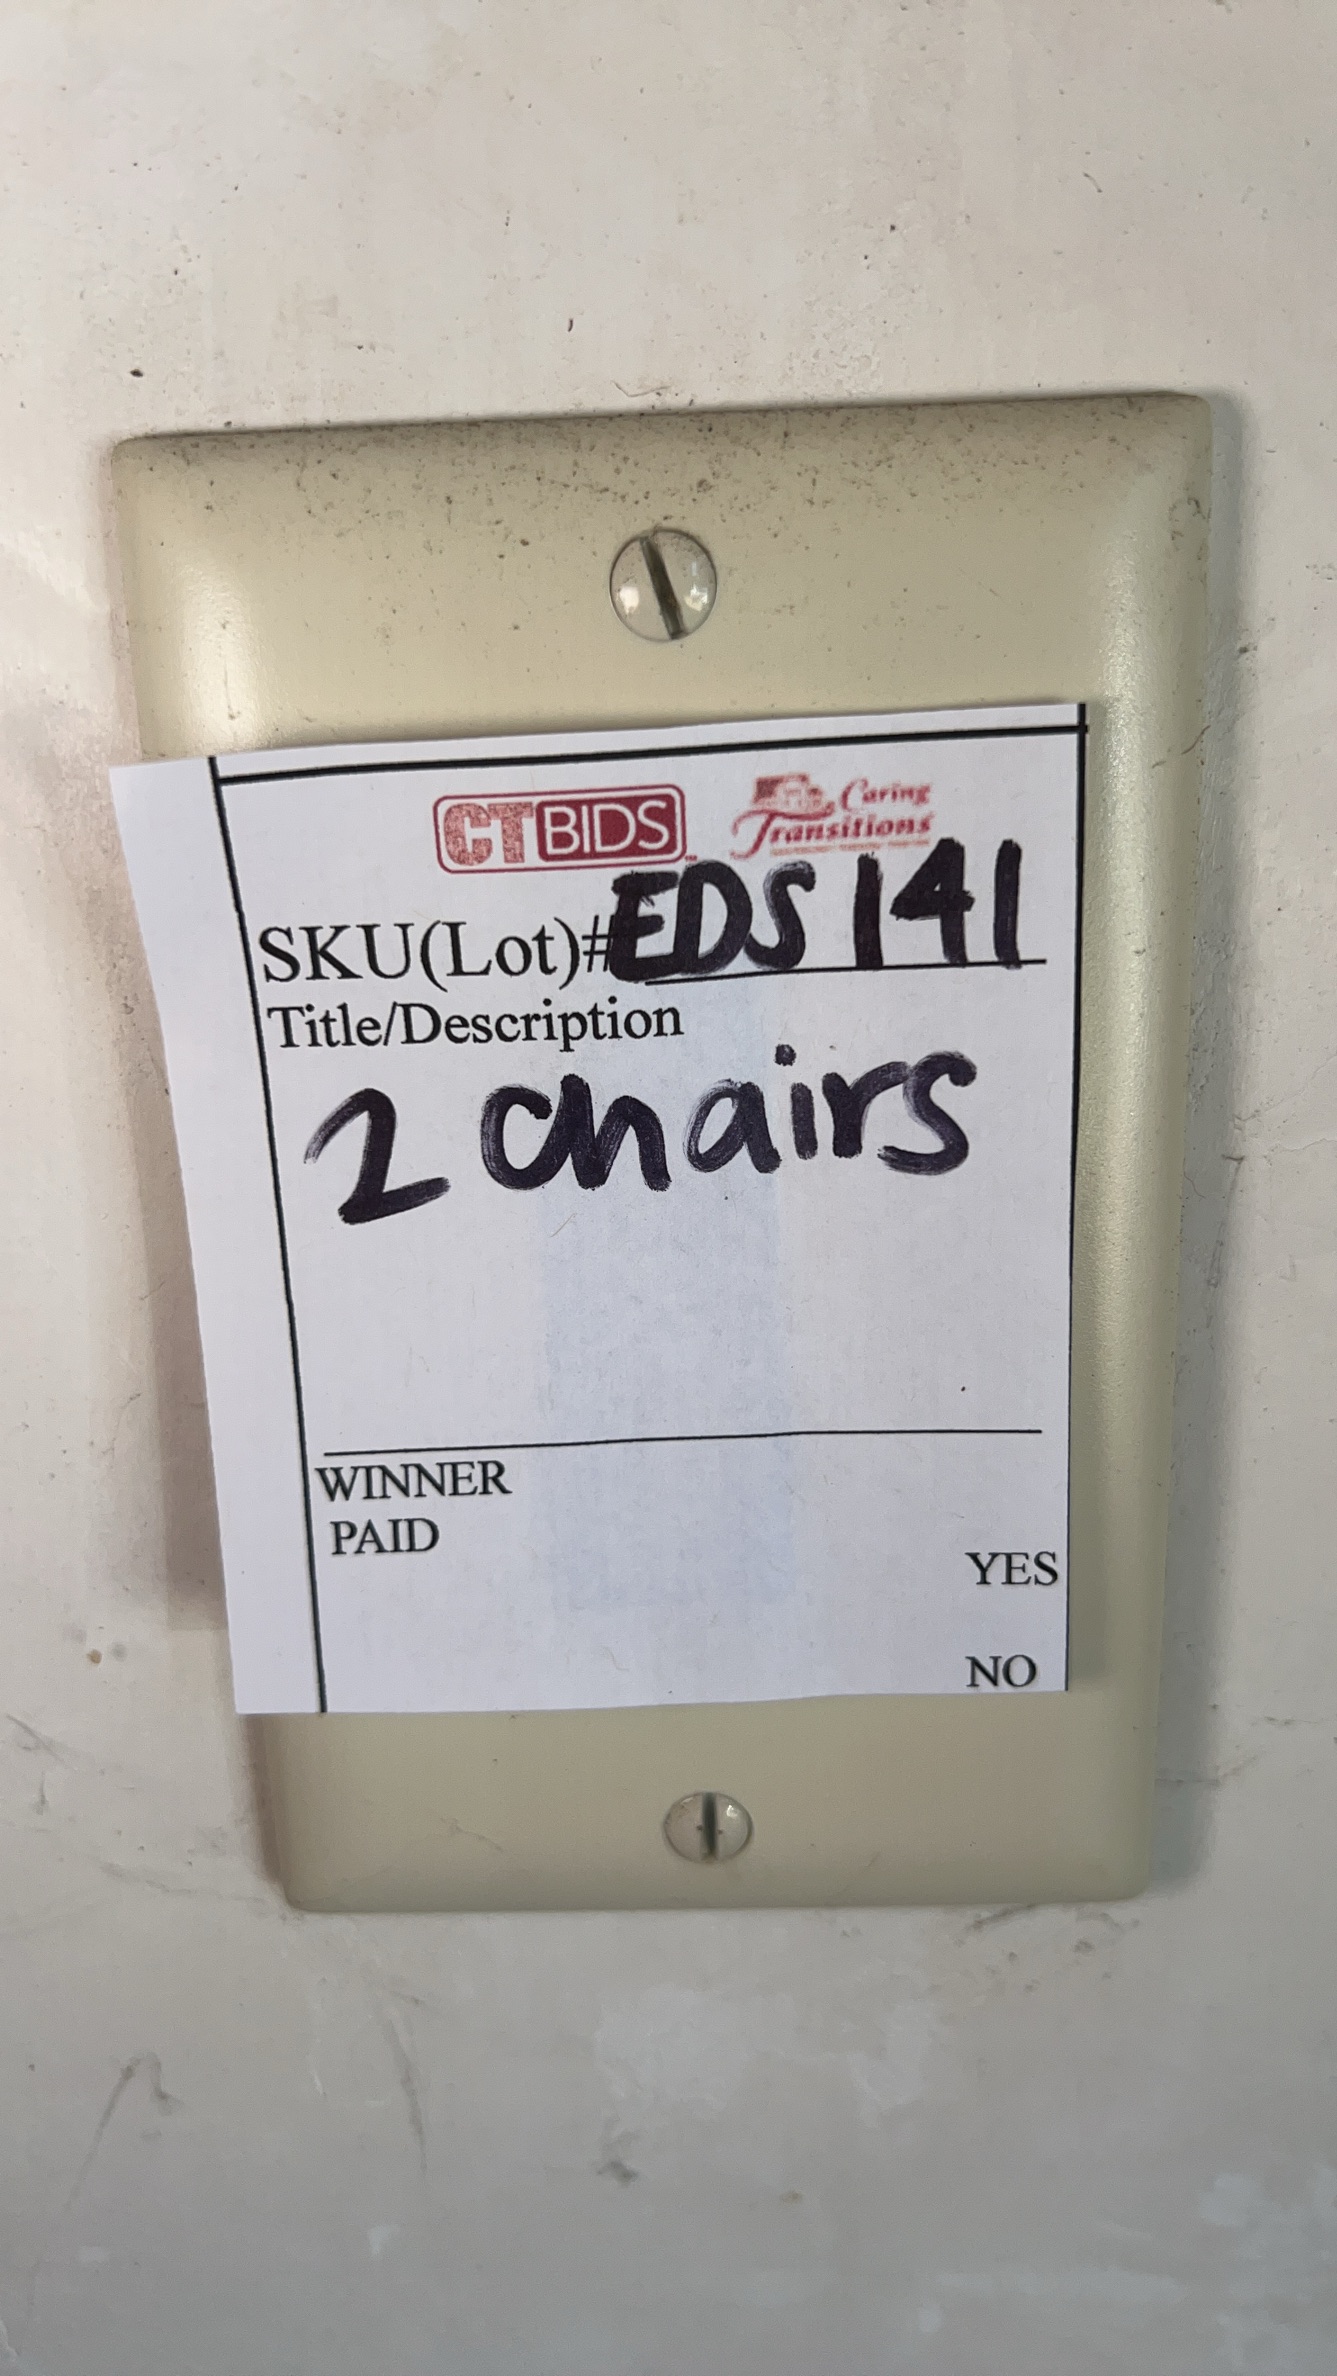 CTBIDS
Caring
Transitions
SKU(Lot)#EDS 141
Title/Description
2 chairs
WINNER
PAID
YES
NO